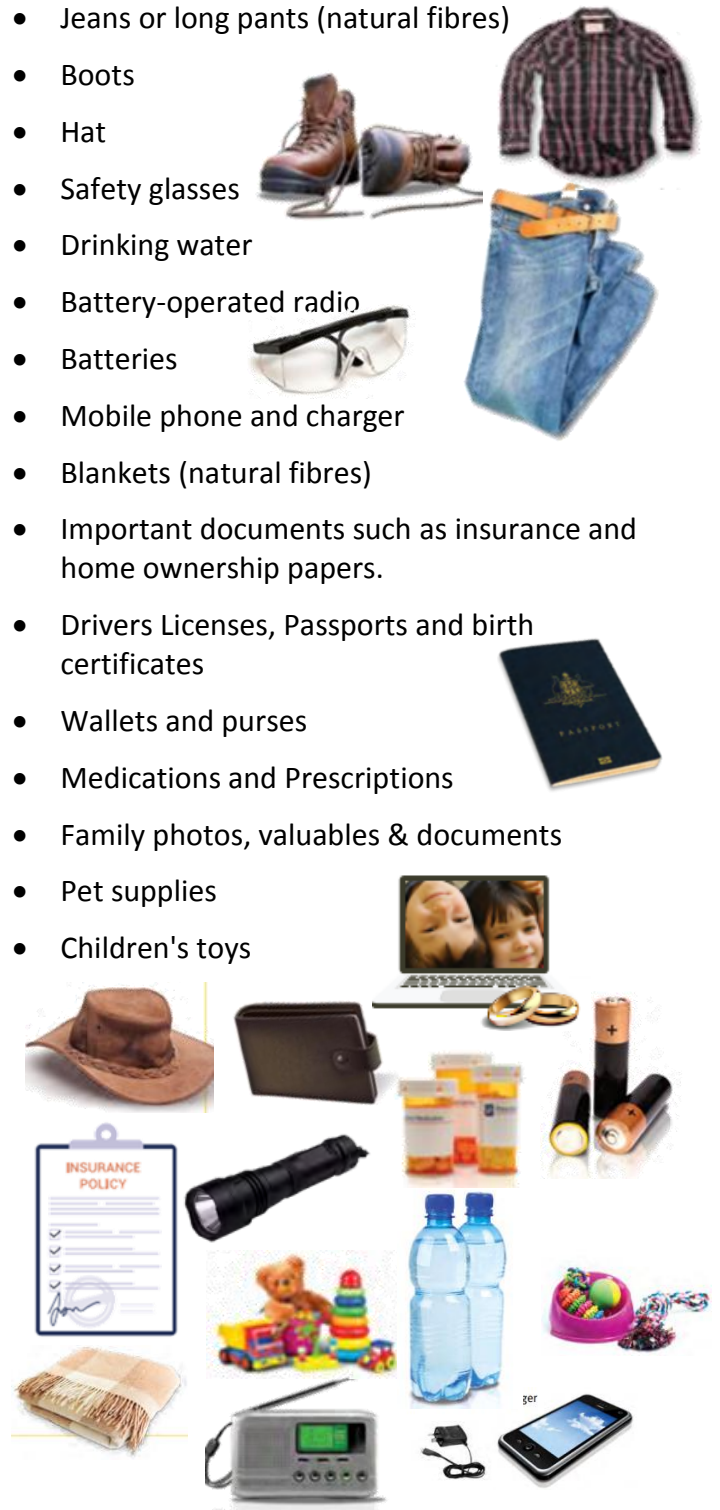 • Jeans or long pants (natural fibres)
• Boots
• Hat
• Safety glasses
• Drinking water
• Battery-operated radio
• Batteries
• Mobile phone and charger
• Blankets (natural fibres)
• Important documents such as insurance and
home ownership papers.
• Drivers Licenses, Passports and birth
certificates
• Wallets and purses
• Medications and Prescriptions
• Family photos, valuables & documents
• Pet supplies
• Children's toys
PASSPORT
INSURANCE
POLICY
ger